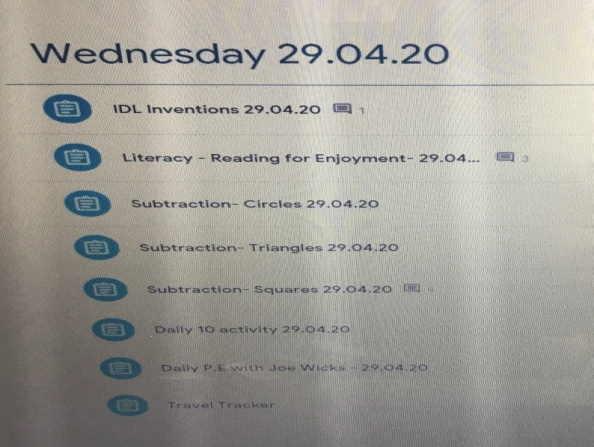 Wednesday 29.04.20
IDL Inventions 29.04.20 1
Literacy - Reading for Enjoyment- 29.04... 3
Subtraction- Circles 29.04.20
Subtraction- Triangles 29.04.20
Subtraction- Squares 29.04.20
Daily 10 activity 29.04.20
Daily P.E with Joe Wicks - 29.04.20
Travel Tracker